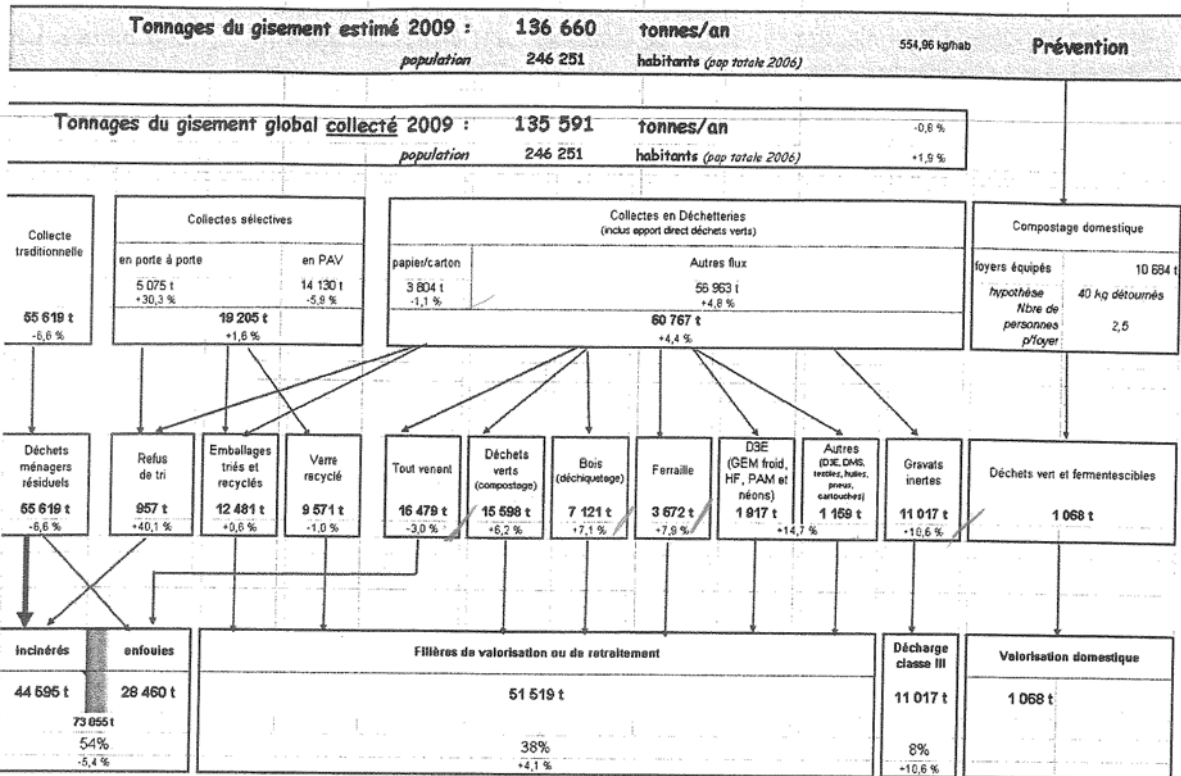 Tonnages du gisement estimé 2009 : 136 660 tonnes/an
554,96 kg/hab
Prévention
population 246 251 habitants (pop totale 2006)
Tonnages du gisement global collecté 2009 : 135 591 tonnes/an
-0,8 %
population 246 251 habitants (pop totale 2006)
+1,9 %
Collecte
traditionnelle
55 619 t
-6,6 %
Collectes sélectives
en porte à porte
5 075 t
+30,3 %
en PAV
14 130 t
-5,9 %
19 205 t
+1,6 %
Collectes en Déchetteries
(inclus apport direct déchets verts)
papier/carton
3 804 t
-1,1 %
Autres flux
56 963 t
+4,8 %
60 767 t
+4,4 %
Compostage domestique
foyers équipés 10 684 t
hypothèse 40 kg détournés
Nbre de
personnes 2,5
p/foyer
Déchets
ménagers
résiduels
55 619 t
-6,6 %
Refus
de tri
957 t
+40,1 %
Emballages
triés et
recyclés
12 481 t
+0,6 %
Verre
recyclé
9 571 t
-1,0 %
Tout venant
16 479 t
-3,0 %
Déchets
verts
(compostage)
15 598 t
+6,2 %
Bois
(déchiquetage)
7 121 t
+7,1 %
Ferraille
3 672 t
+7,9 %
D3E
(GEM froid,
HF, PAM et
néons)
1 917 t
Autres
(D3E, DMS,
textiles, huiles,
pneus,
cartouches)
1 159 t
+14,7 %
Gravats
inertes
11 017 t
+10,6 %
Déchets vert et fermentescibles
1 068 t
Incinérés
44 595 t
enfouies
28 460 t
73 055 t
54%
-5,4 %
Filières de valorisation ou de retraitement
51 519 t
38%
+4,1 %
Décharge
classe III
11 017 t
8%
+10,6 %
Valorisation domestique
1 068 t